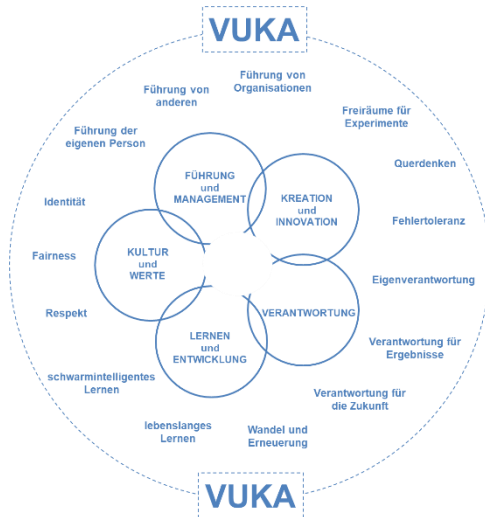 VUKA
Führung von
Organisationen
Führung von
anderen
Freiräume für
Experimente
Führung der
eigenen Person
Querdenken
FÜHRUNG
und
MANAGEMENT
KREATION
und
INNOVATION
Identität
Fehlertoleranz
KULTUR
und
WERTE
Fairness
Eigenverantwortung
Respekt
VERANTWORTUNG
LERNEN
und
ENTWICKLUNG
Verantwortung für
Ergebnisse
schwarmintelligentes
Lernen
Verantwortung für
die Zukunft
lebenslanges
Lernen
Wandel und
Erneuerung
VUKA